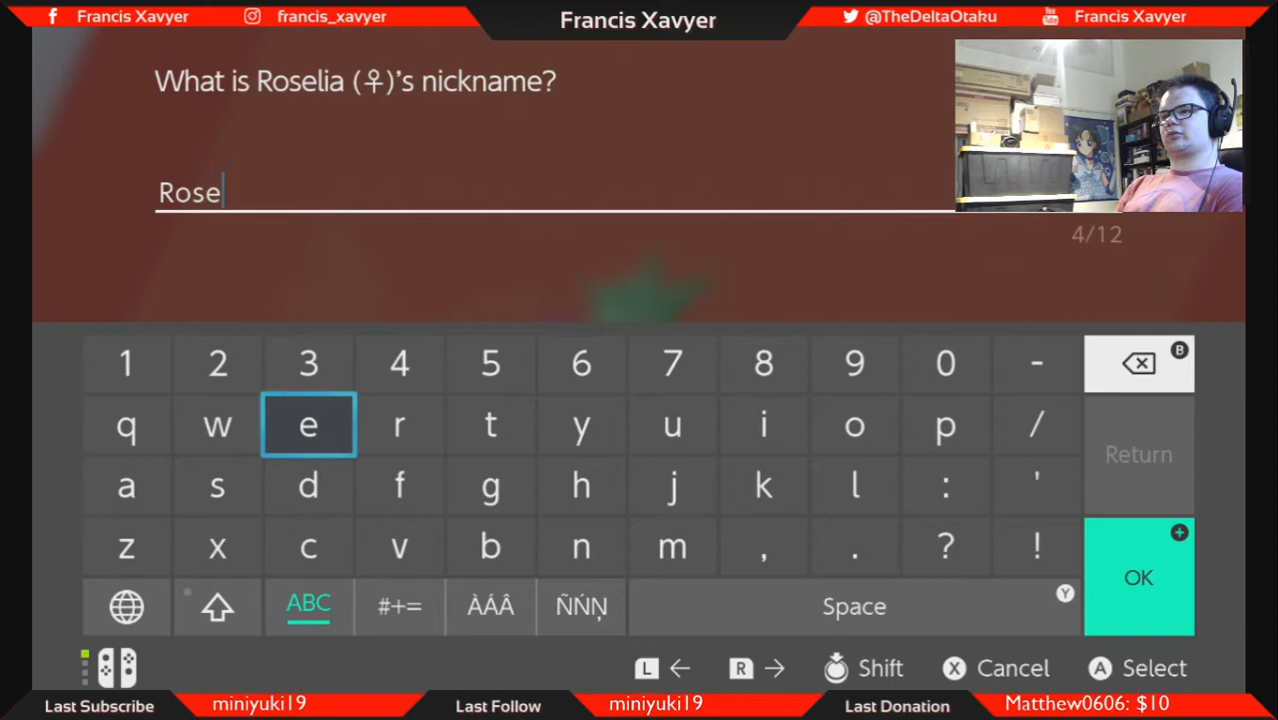 Francis Xavyer
francis_xavyer
Francis Xavyer
@TheDeltaOtaku
Francis Xavyer
What is Roselia (♀)'s nickname?
Rose
4/12
1 2 3 4 5 6 7 8 9 0 - B
q w e r t y u i o p / Return
a s d f g h j k l : '
z x c v b n m , . ? ! OK +
ABC #+= ÀÁÂ ÑŃŅ Space Y
L ← R → Shift X Cancel A Select
Last Subscribe miniyuki19 Last Follow miniyuki19 Last Donation Matthew0606: $10